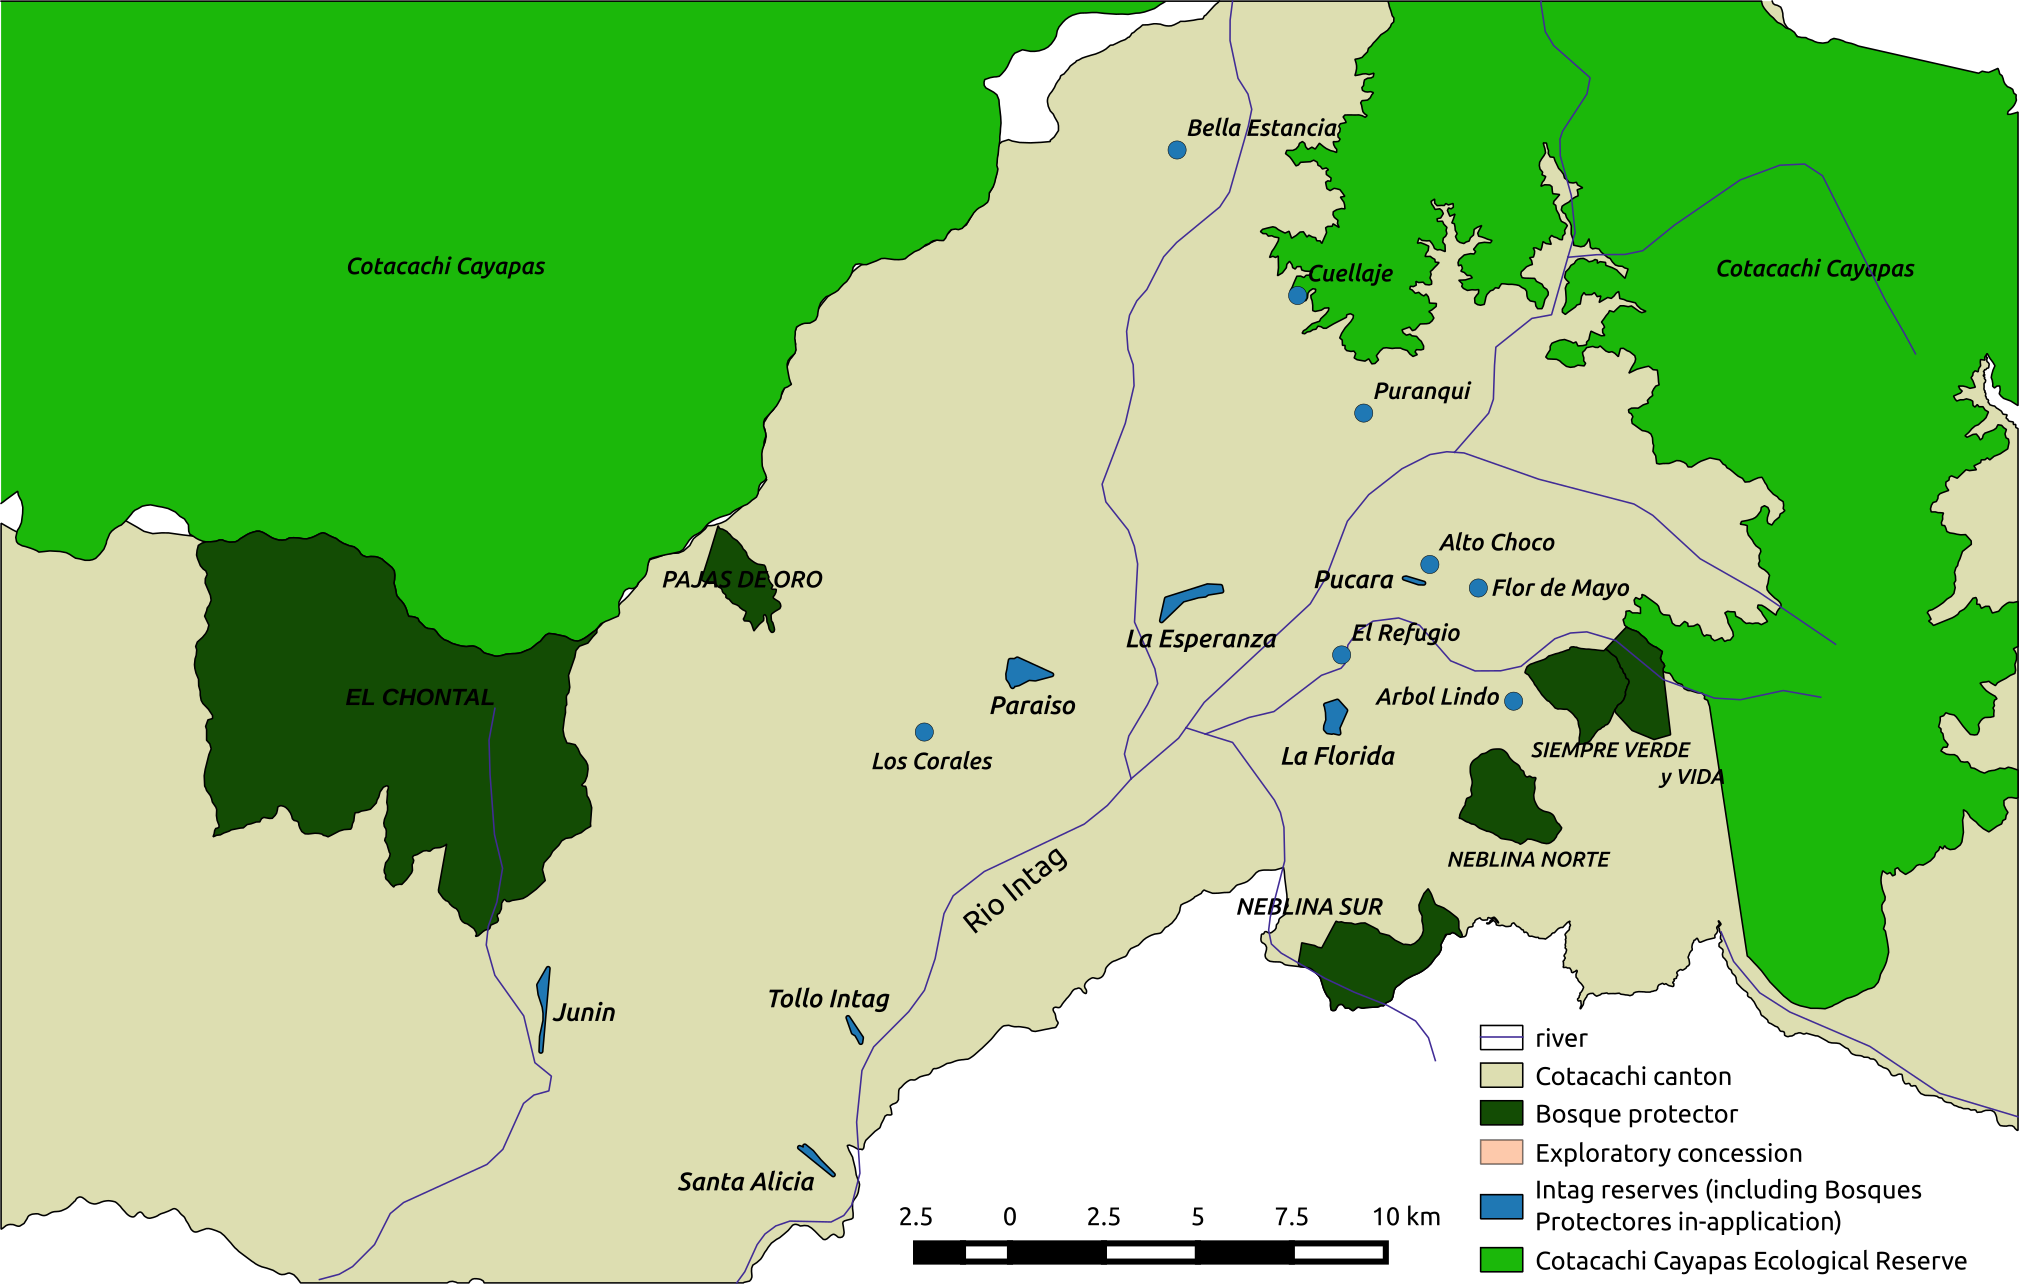 Bella Estancia
Cotacachi Cayapas
Cuellaje
Cotacachi Cayapas
Puranqui
Alto Choco
PAJAS DE ORO
Pucara
Flor de Mayo
La Esperanza
El Refugio
EL CHONTAL
Paraiso
Arbol Lindo
Los Corales
La Florida
SIEMPRE VERDE
y VIDA
NEBLINA NORTE
Rio Intag
NEBLINA SUR
Tollo Intag
Junin
Santa Alicia
river
Cotacachi canton
Bosque protector
Exploratory concession
Intag reserves (including Bosques
Protectores in-application)
Cotacachi Cayapas Ecological Reserve
2.5 0 2.5 5 7.5 10 km